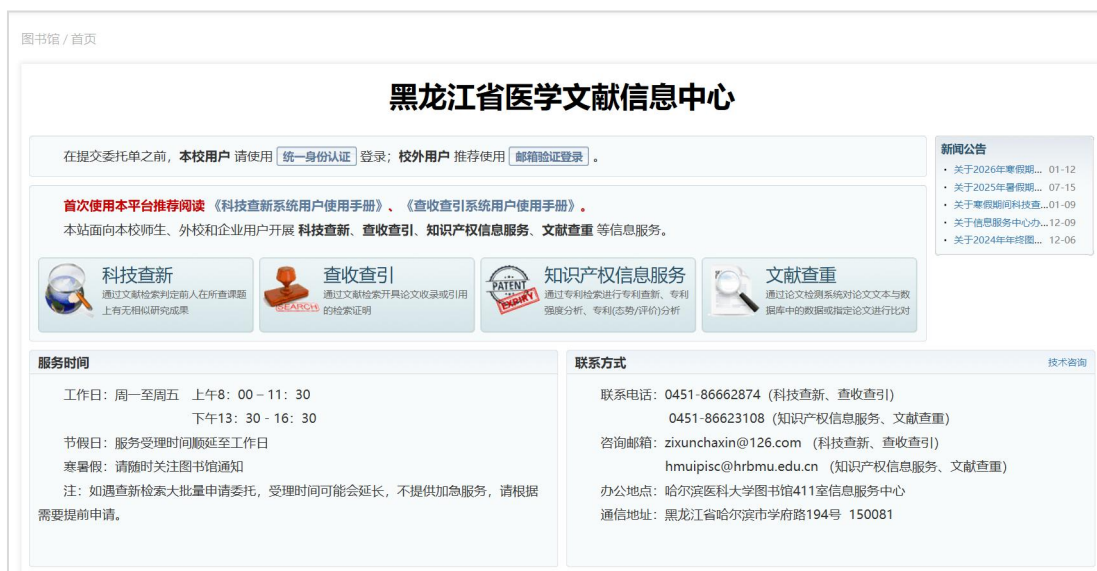 图书馆 / 首页
黑龙江省医学文献信息中心
在提交委托单之前，本校用户 请使用 统一身份认证 登录；校外用户 推荐使用 邮箱验证登录 。
首次使用本平台推荐阅读 《科技查新系统用户使用手册》、《查收查引系统用户使用手册》。
本站面向本校师生、外校和企业用户开展 科技查新、查收查引、知识产权信息服务、文献查重 等信息服务。
科技查新
通过文献检索判定前人在所查课题
上有无相似研究成果
SEARCH
查收查引
通过文献检索开具论文收录或引用
的检索证明
PATENT
EXPIRY
知识产权信息服务
通过专利检索进行专利查新、专利
强度分析、专利(态势/评价)分析
文献查重
通过论文检测系统对论文文本与数
据库中的数据或指定论文进行比对
新闻公告
· 关于2026年寒假期... 01-12
· 关于2025年暑假期... 07-15
· 关于寒假期间科技查...01-09
· 关于信息服务中心办...12-09
· 关于2024年年终图... 12-06
服务时间
工作日：周一至周五 上午8：00 – 11：30
下午13：30 - 16：30
节假日：服务受理时间顺延至工作日
寒暑假：请随时关注图书馆通知
注：如遇查新检索大批量申请委托，受理时间可能会延长，不提供加急服务，请根据
需要提前申请。
联系方式
技术咨询
联系电话：0451-86662874（科技查新、查收查引）
0451-86623108（知识产权信息服务、文献查重）
咨询邮箱：zixunchaxin@126.com （科技查新、查收查引）
hmuipisc@hrbmu.edu.cn （知识产权信息服务、文献查重）
办公地点：哈尔滨医科大学图书馆411室信息服务中心
通信地址：黑龙江省哈尔滨市学府路194号 150081